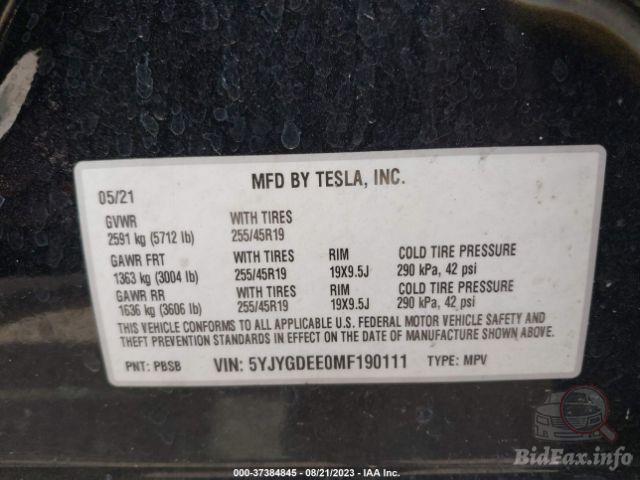 MFD BY TESLA, INC.
05/21
GVWR WITH TIRES
2591 kg (5712 lb) 255/45R19
GAWR FRT WITH TIRES RIM COLD TIRE PRESSURE
1363 kg (3004 lb) 255/45R19 19X9.5J 290 kPa, 42 psi
GAWR RR WITH TIRES RIM COLD TIRE PRESSURE
1636 kg (3606 lb) 255/45R19 19X9.5J 290 kPa, 42 psi
THIS VEHICLE CONFORMS TO ALL APPLICABLE U.S. FEDERAL MOTOR VEHICLE SAFETY AND
THEFT PREVENTION STANDARDS IN EFFECT ON THE DATE OF MANUFACTURE SHOWN ABOVE.
PNT: PBSB VIN: 5YJYGDEE0MF190111 TYPE: MPV
BidFax.info
000-37384845 - 08/21/2023 - IAA Inc.